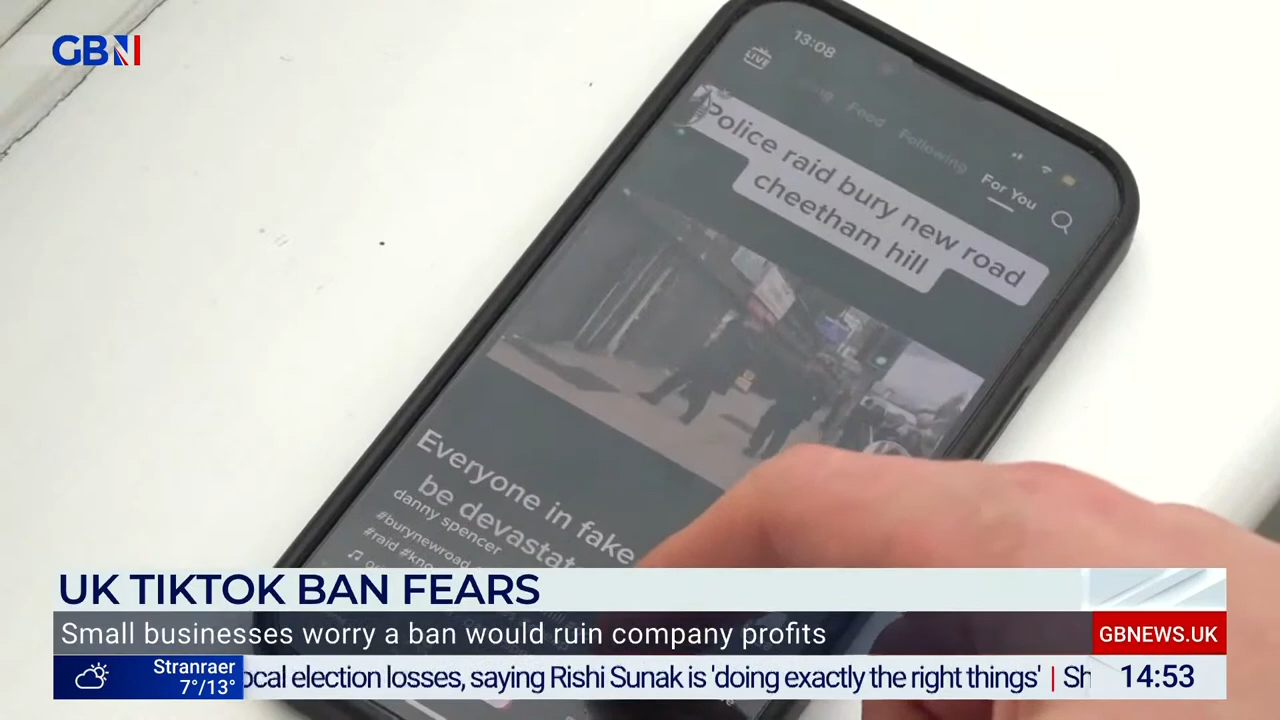 GBN
13:08
LIVE
Food
Following
For You
Police raid bury new road
cheetham hill
Everyone in fake
be devastat
danny spencer
#burynewroad
#raid #kno
UK TIKTOK BAN FEARS
Small businesses worry a ban would ruin company profits
GBNEWS.UK
Stranraer
7°/13°
ocal election losses, saying Rishi Sunak is 'doing exactly the right things' | Sh
14:53